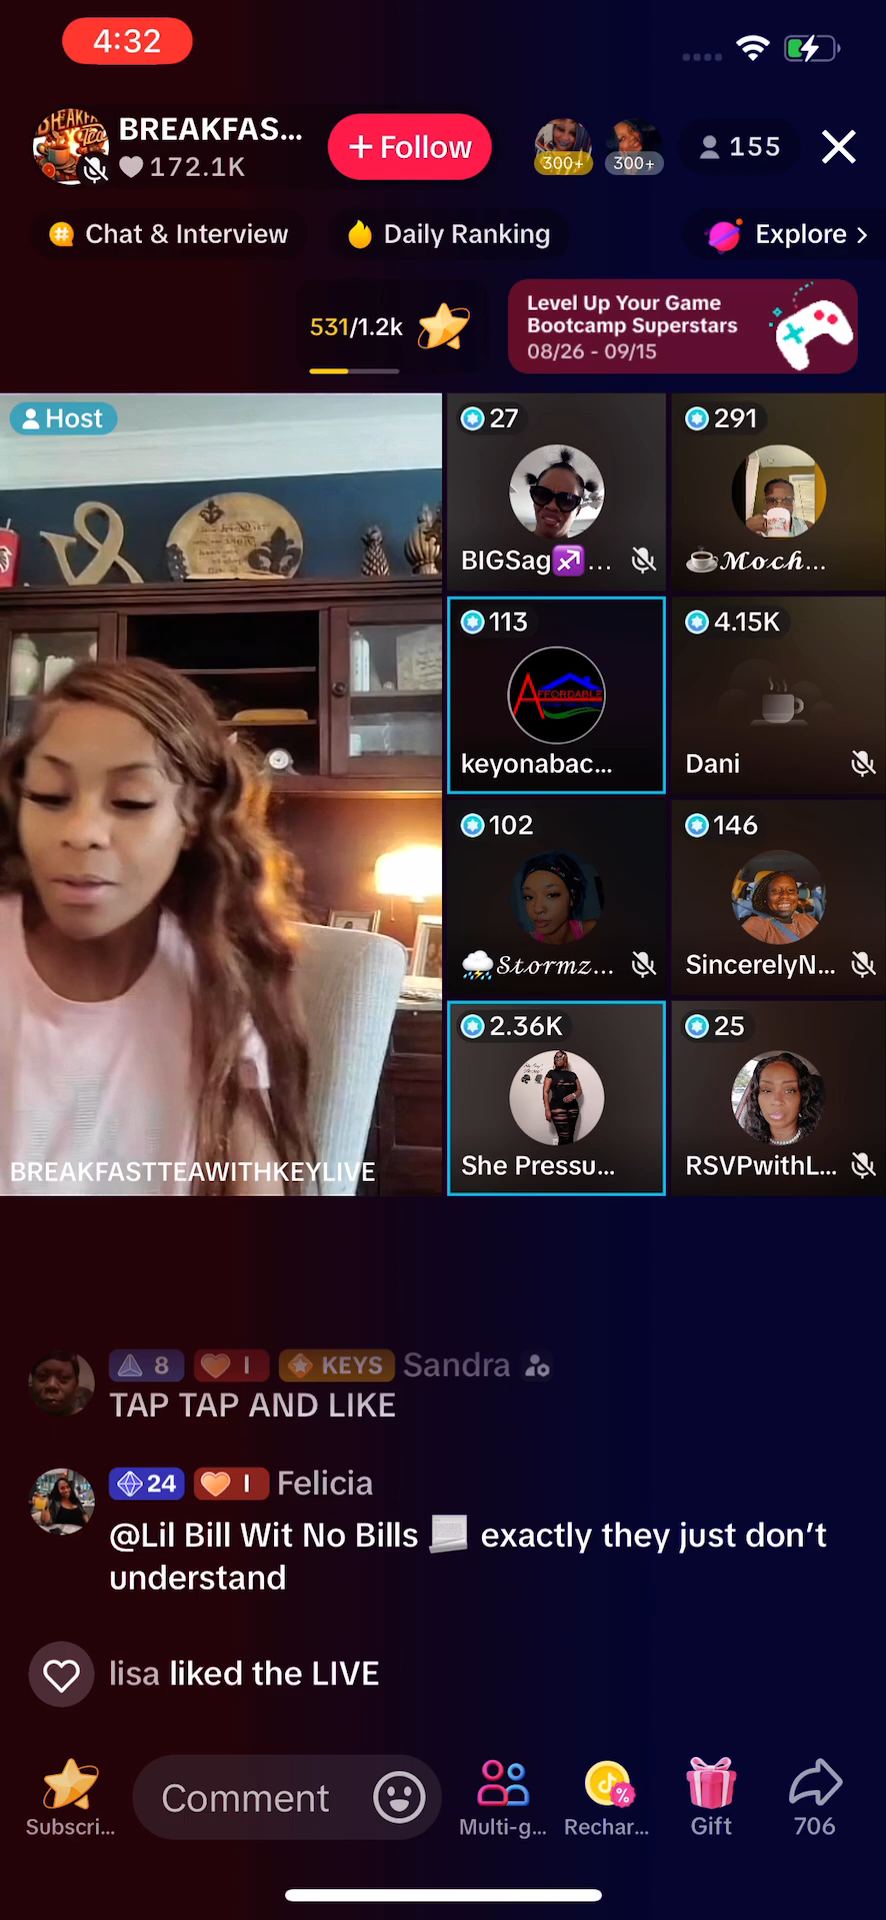 4:32
BREAKFAS...
172.1K
+ Follow
300+
300+
155
Chat & Interview
Daily Ranking
Explore >
531/1.2k
Level Up Your Game
Bootcamp Superstars
08/26 - 09/15
Host
27
BIGSag♐...
291
☕𝓜𝓸𝓬𝓱...
113
AFFORDABLE
keyonabac...
4.15K
Dani
102
⛈️𝓢𝓽𝓸𝓻𝓶𝔃...
146
SincerelyN...
2.36K
She Pressu...
25
RSVPwithL...
BREAKFASTTEAWITHKEYLIVE
8 I KEYS Sandra
TAP TAP AND LIKE
24 I Felicia
@Lil Bill Wit No Bills 📃 exactly they just don’t
understand
lisa liked the LIVE
Subscri...
Comment
Multi-g...
Rechar...
Gift
706